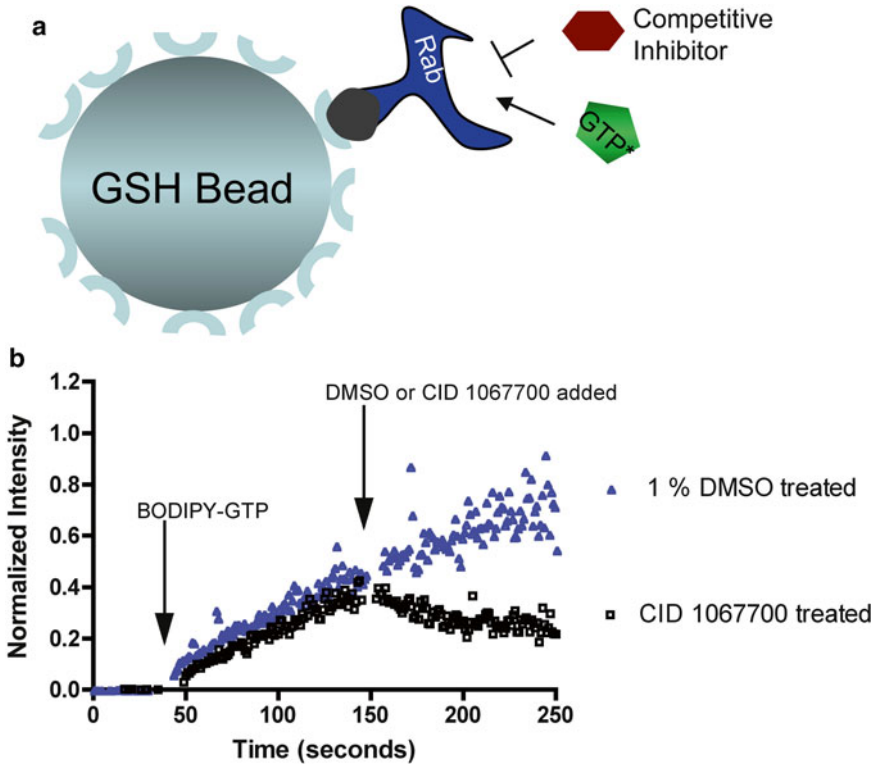 a
Competitive
Inhibitor
Rab
GTP*
GSH Bead
b
DMSO or CID 1067700 added
BODIPY-GTP
1 % DMSO treated
CID 1067700 treated
Normalized Intensity
1.2
1.0
0.8
0.6
0.4
0.2
0.0
0 50 100 150 200 250
Time (seconds)